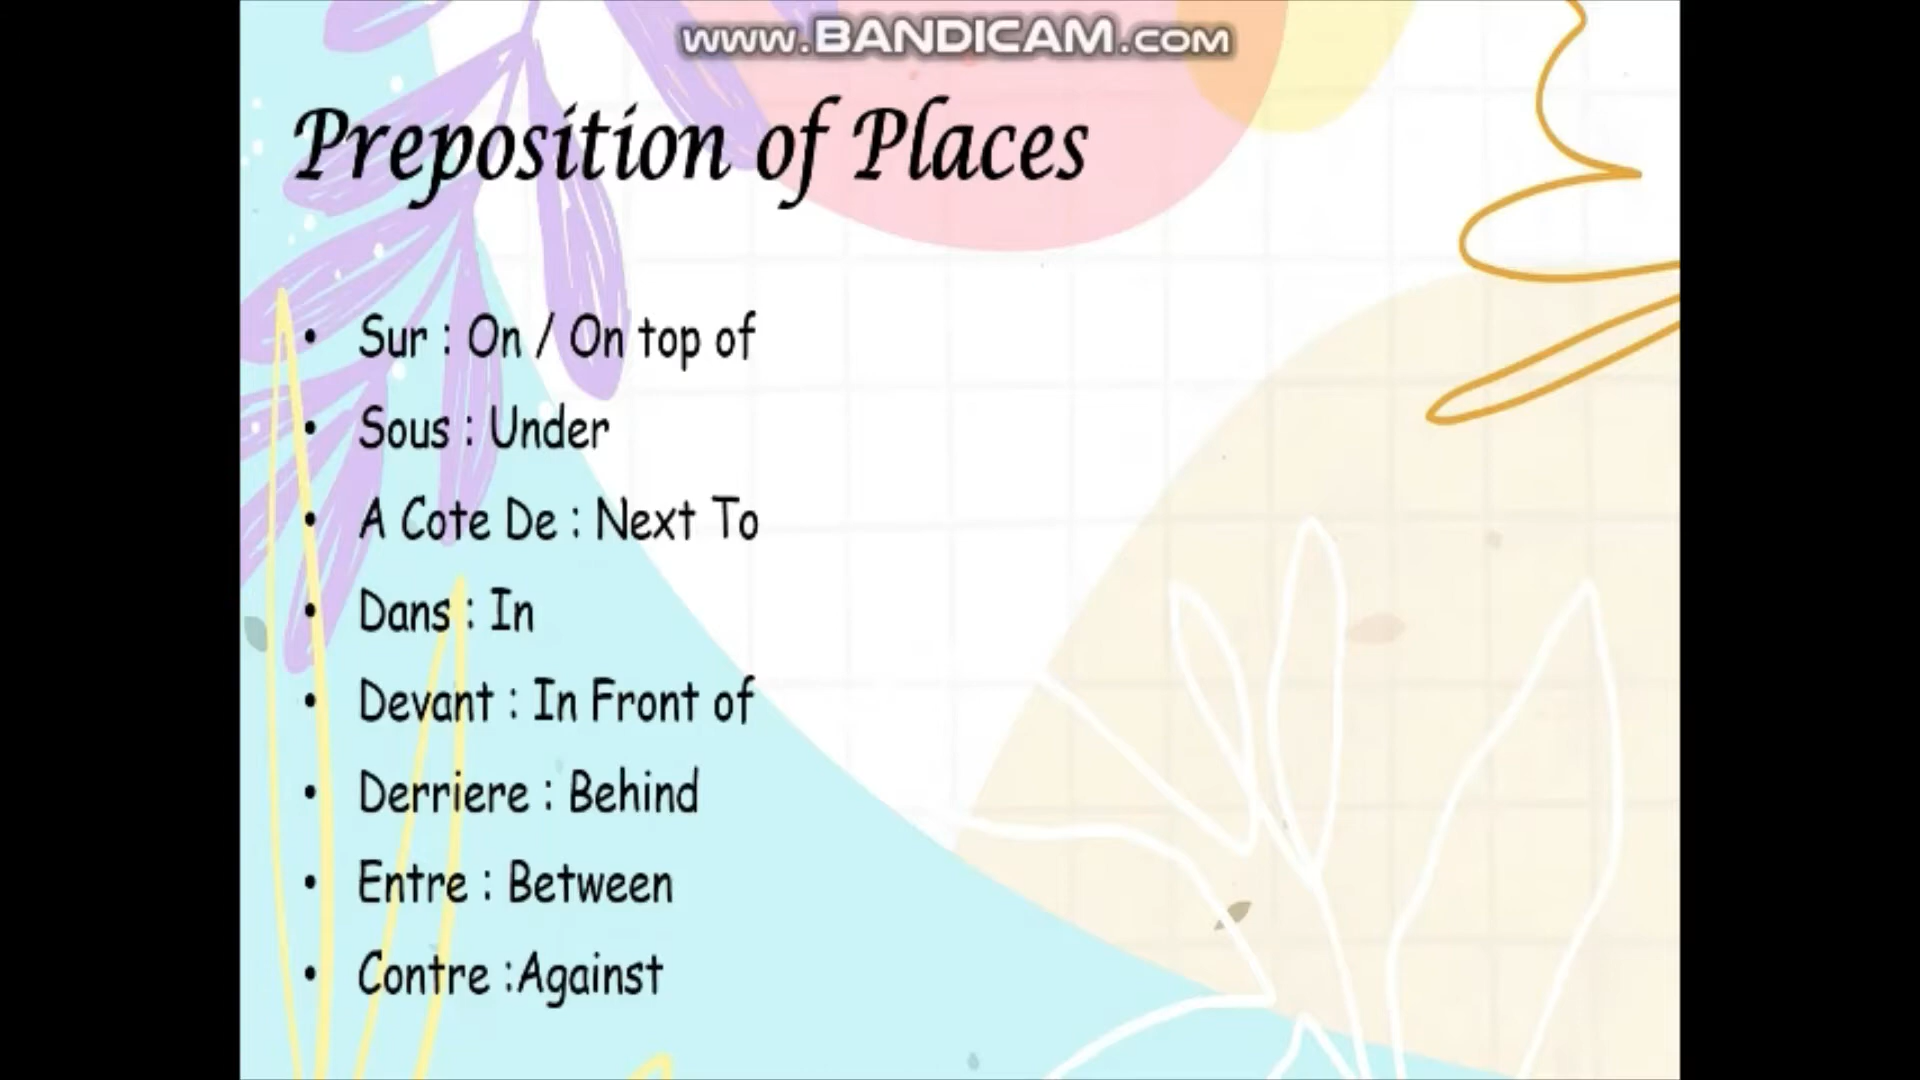 www.BANDICAM.com
Preposition of Places
• Sur : On / On top of
• Sous : Under
• A Cote De : Next To
• Dans : In
• Devant : In Front of
• Derriere : Behind
• Entre : Between
• Contre :Against